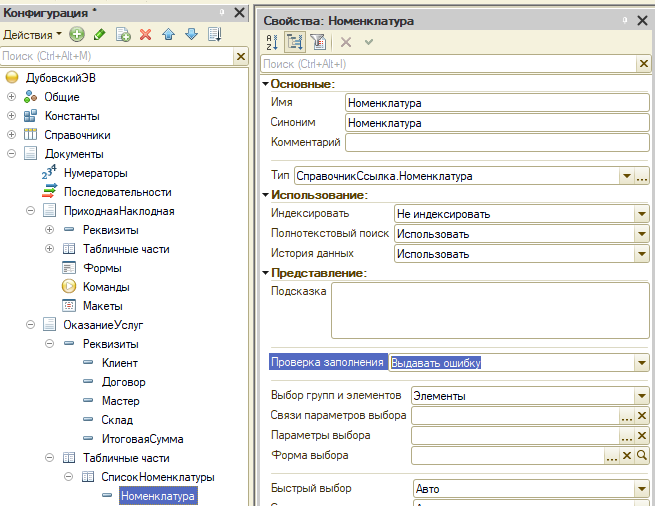 Конфигурация *
Действия
Поиск (Ctrl+Alt+M)
ДубовскийЭВ
Общие
Константы
Справочники
Документы
Нумераторы
Последовательности
ПриходнаяНаклодная
Реквизиты
Табличные части
Формы
Команды
Макеты
ОказаниеУслуг
Реквизиты
Клиент
Договор
Мастер
Склад
ИтоговаяСумма
Табличные части
СписокНоменклатуры
Номенклатура
Свойства: Номенклатура
Поиск (Ctrl+Alt+I)
Основные:
Имя Номенклатура
Синоним Номенклатура
Комментарий
Тип СправочникСсылка.Номенклатура
Использование:
Индексировать Не индексировать
Полнотекстовый поиск Использовать
История данных Использовать
Представление:
Подсказка
Проверка заполнения Выдавать ошибку
Выбор групп и элементов Элементы
Связи параметров выбора
Параметры выбора
Форма выбора
Быстрый выбор Авто